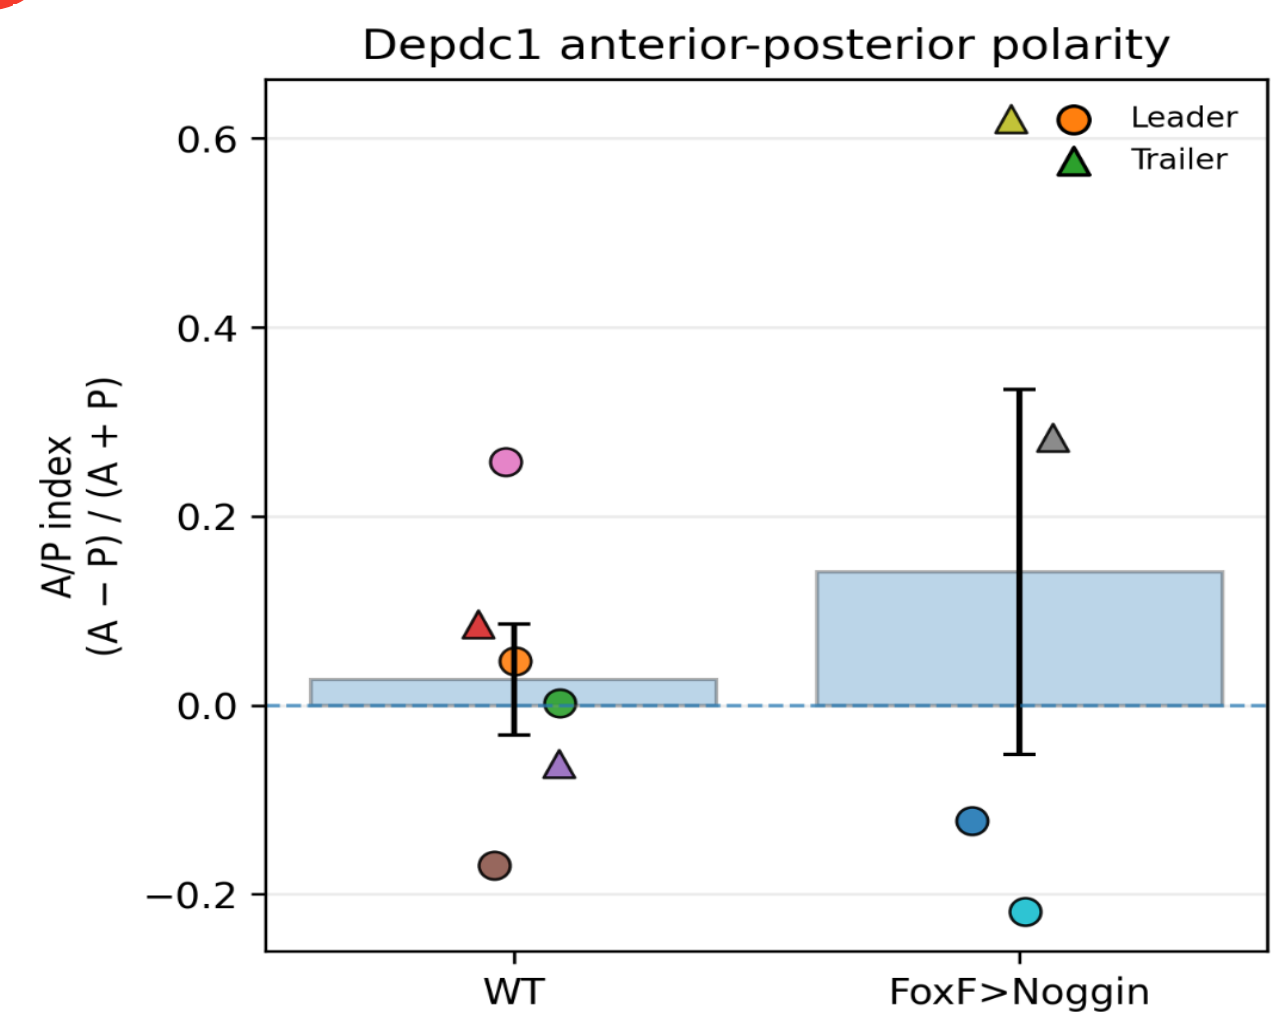 Depdc1 anterior-posterior polarity
Leader
Trailer
0.6
0.4
0.2
0.0
−0.2
A/P index
(A − P) / (A + P)
WT
FoxF>Noggin